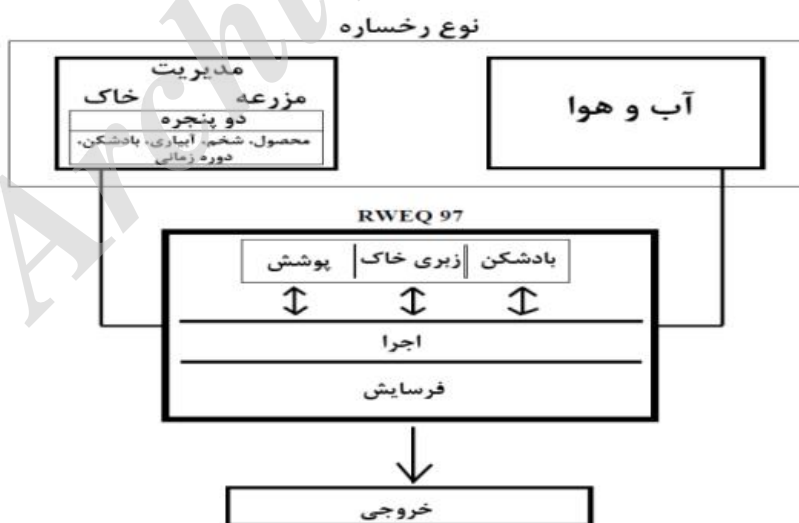 نوع رخساره
آب و هوا
مدیریت
مزرعه خاک
دو پنجره
محصول، شخم، آبیاری، بادشکن،
دوره زمانی
RWEQ 97
بادشکن زبری خاک پوشش
اجرا
فرسایش
خروجی